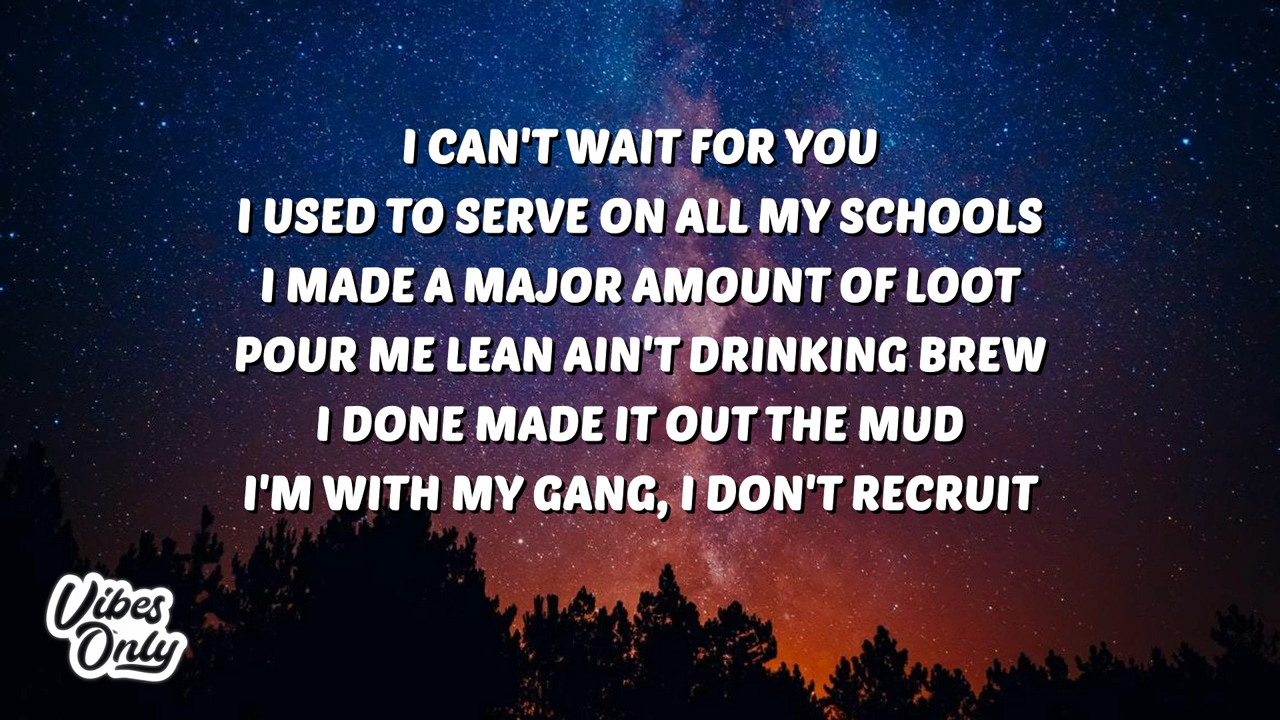 I CAN'T WAIT FOR YOU
I USED TO SERVE ON ALL MY SCHOOLS
I MADE A MAJOR AMOUNT OF LOOT
POUR ME LEAN AIN'T DRINKING BREW
I DONE MADE IT OUT THE MUD
I'M WITH MY GANG, I DON'T RECRUIT
Vibes
Only